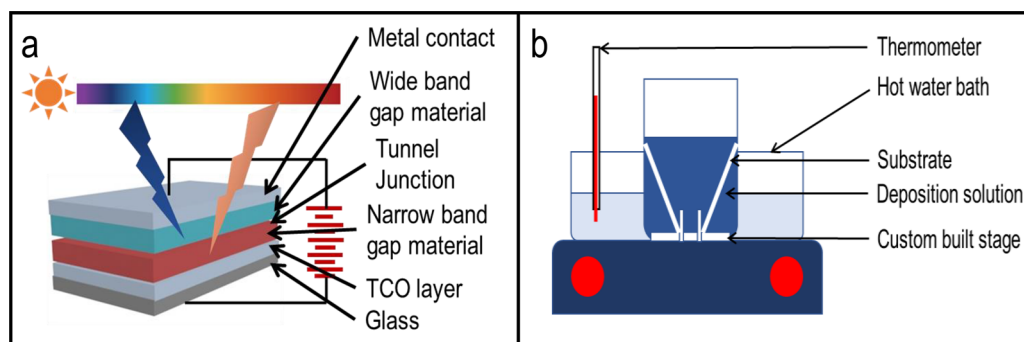 a
Metal contact
Wide band
gap material
Tunnel
Junction
Narrow band
gap material
TCO layer
Glass
b
Thermometer
Hot water bath
Substrate
Deposition solution
Custom built stage